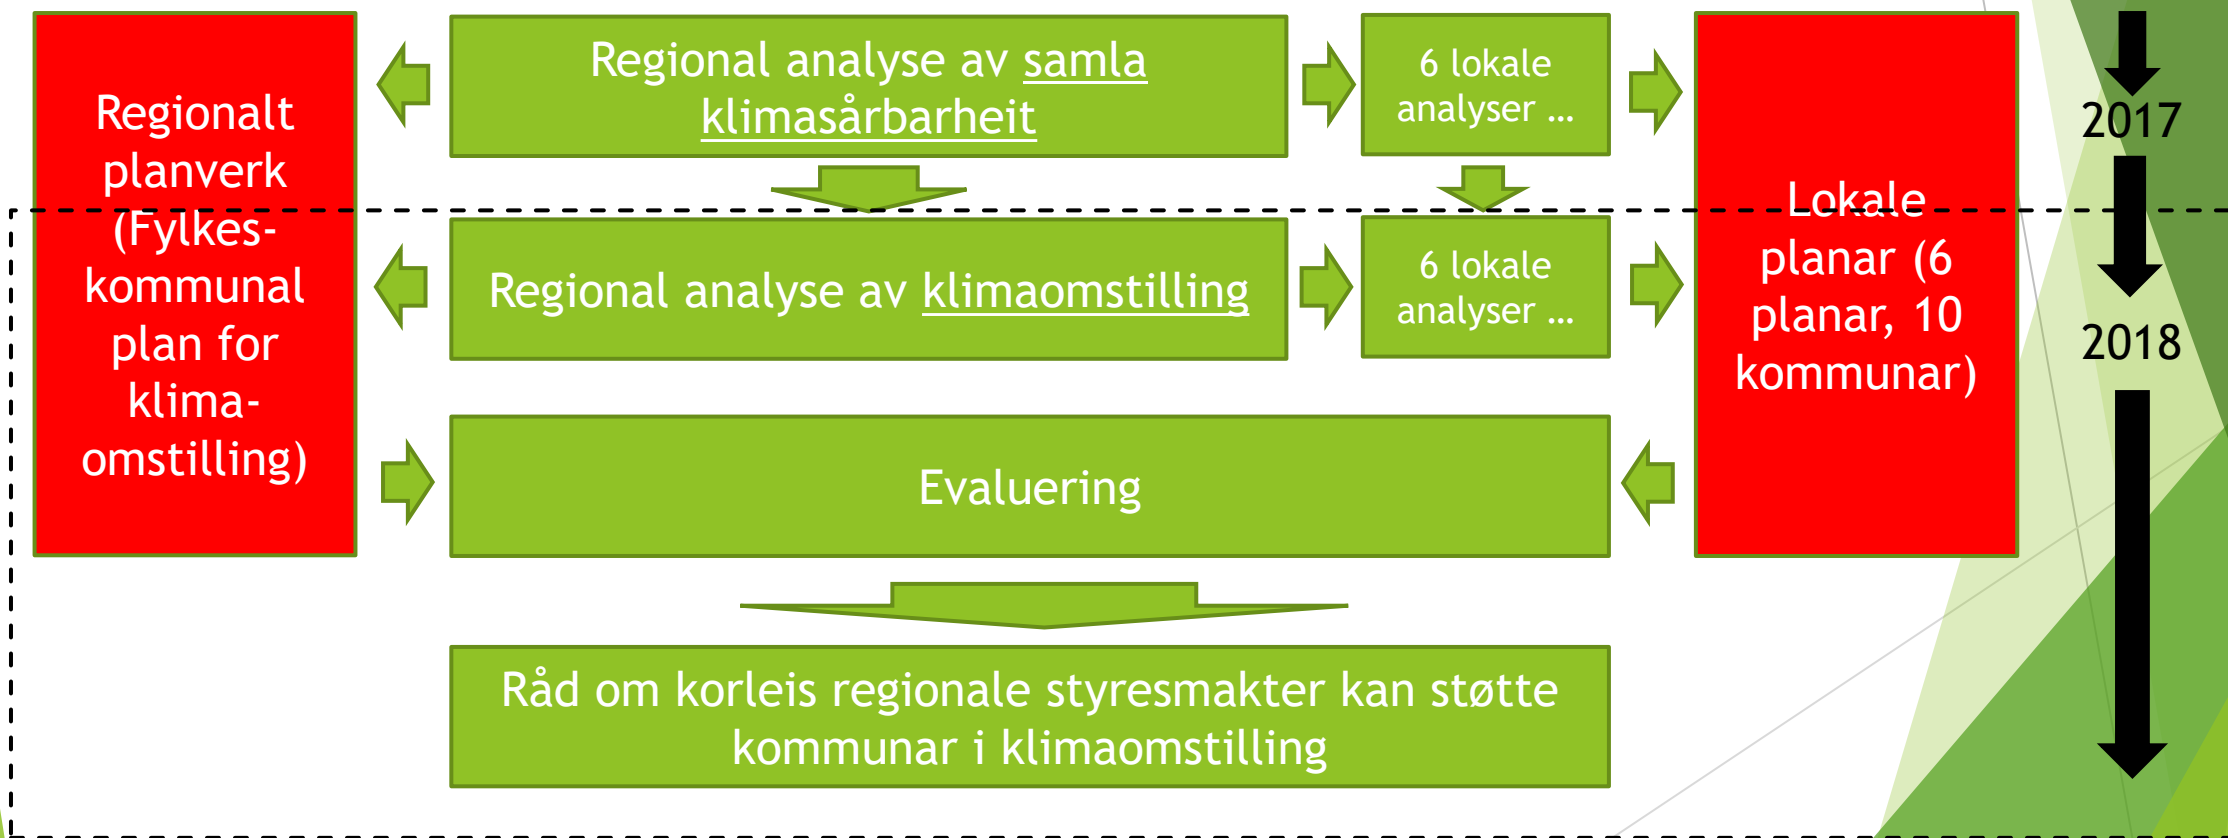 Regionalt
planverk
(Fylkes-
kommunal
plan for
klima-
omstilling)
Regional analyse av samla
klimasårbarheit
6 lokale
analyser …
Regional analyse av klimaomstilling
6 lokale
analyser …
Evaluering
Råd om korleis regionale styresmakter kan støtte
kommunar i klimaomstilling
Lokale
planar (6
planar, 10
kommunar)
2017
2018